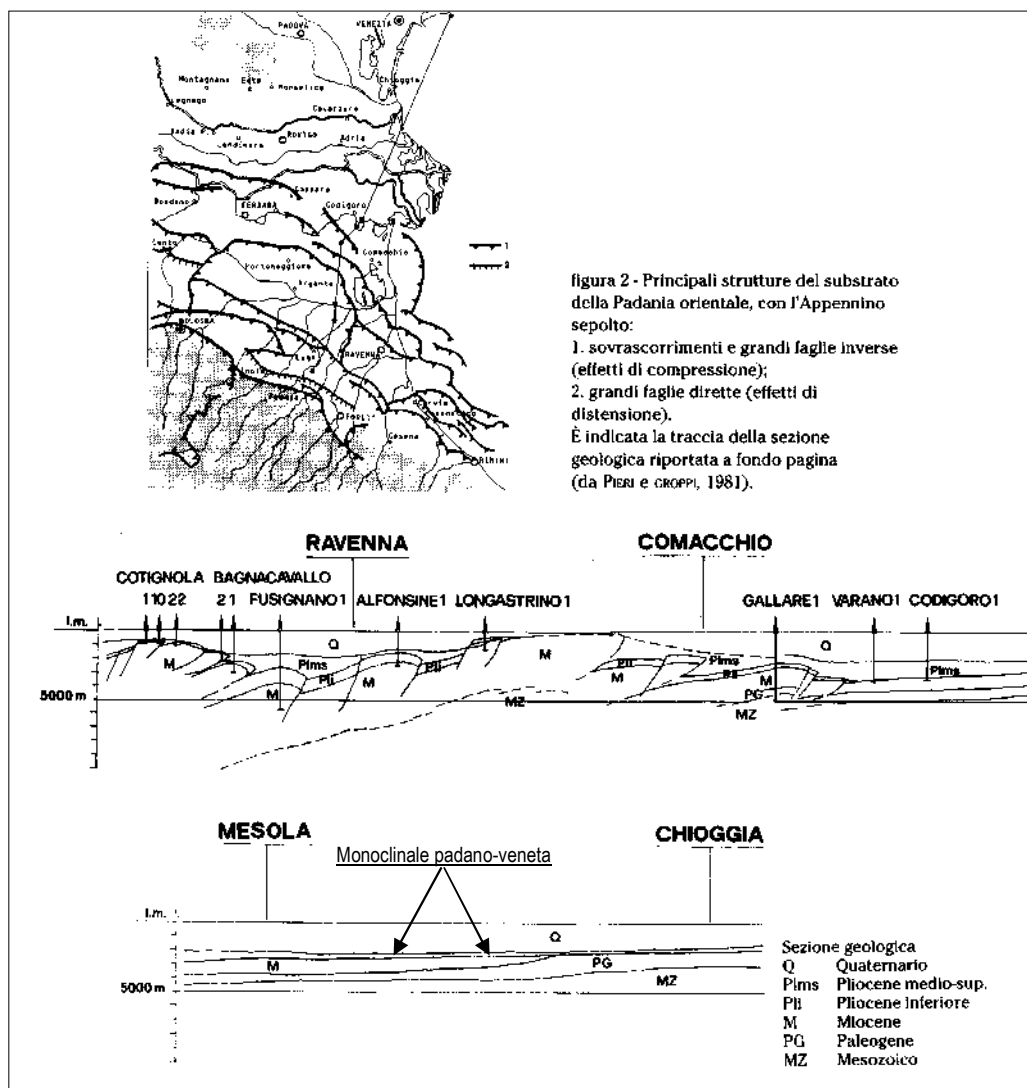 PADOVA
VENEZIA
Chioggia
Montagnana Este Monselice
Legnago
Cavarzere
Badia P. ROVIGO Adria
Lendinara
Copparo
Bondeno FERRARA Codigoro
Cento Comacchio
Portomaggiore
Argenta
BOLOGNA
RAVENNA
Lugo
Imola
Faenza
Forlì
Cesena
RIMINI
1
2
figura 2 - Principali strutture del substrato
della Padania orientale, con l'Appennino
sepolto:
1. sovrascorrimenti e grandi faglie inverse
(effetti di compressione);
2. grandi faglie dirette (effetti di
distensione).
È indicata la traccia della sezione
geologica riportata a fondo pagina
(da PIERI e GROPPI, 1981).
RAVENNA COMACCHIO
COTIGNOLA BAGNACAVALLO
1 10 22 2 1 FUSIGNANO 1 ALFONSINE 1 LONGASTRINO 1 GALLARE 1 VARANO 1 CODIGORO 1
l.m.
Q Q
M Plms M Pli Plms
Pli Pli M Plms
M M M
5000 m PG
MZ MZ
MESOLA CHIOGGIA
Monoclinale padano-veneta
l.m.
Q
M PG
5000 m MZ
Sezione geologica
Q Quaternario
Plms Pliocene medio-sup.
Pli Pliocene inferiore
M Miocene
PG Paleogene
MZ Mesozoico